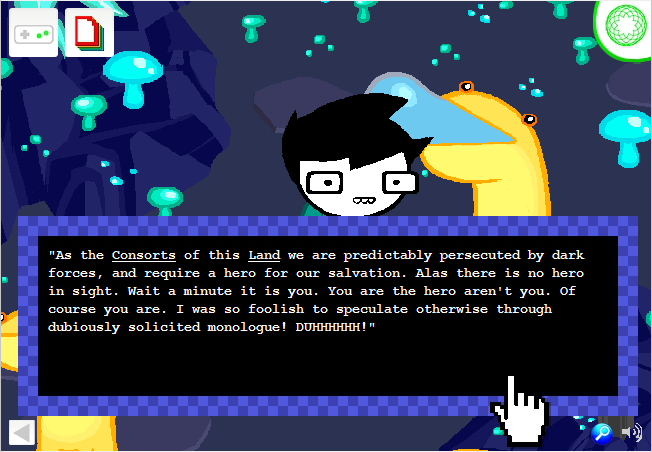 "As the Consorts of this Land we are predictably persecuted by dark
forces, and require a hero for our salvation. Alas there is no hero
in sight. Wait a minute it is you. You are the hero aren't you. Of
course you are. I was so foolish to speculate otherwise through
dubiously solicited monologue! DUHHHHHH!"